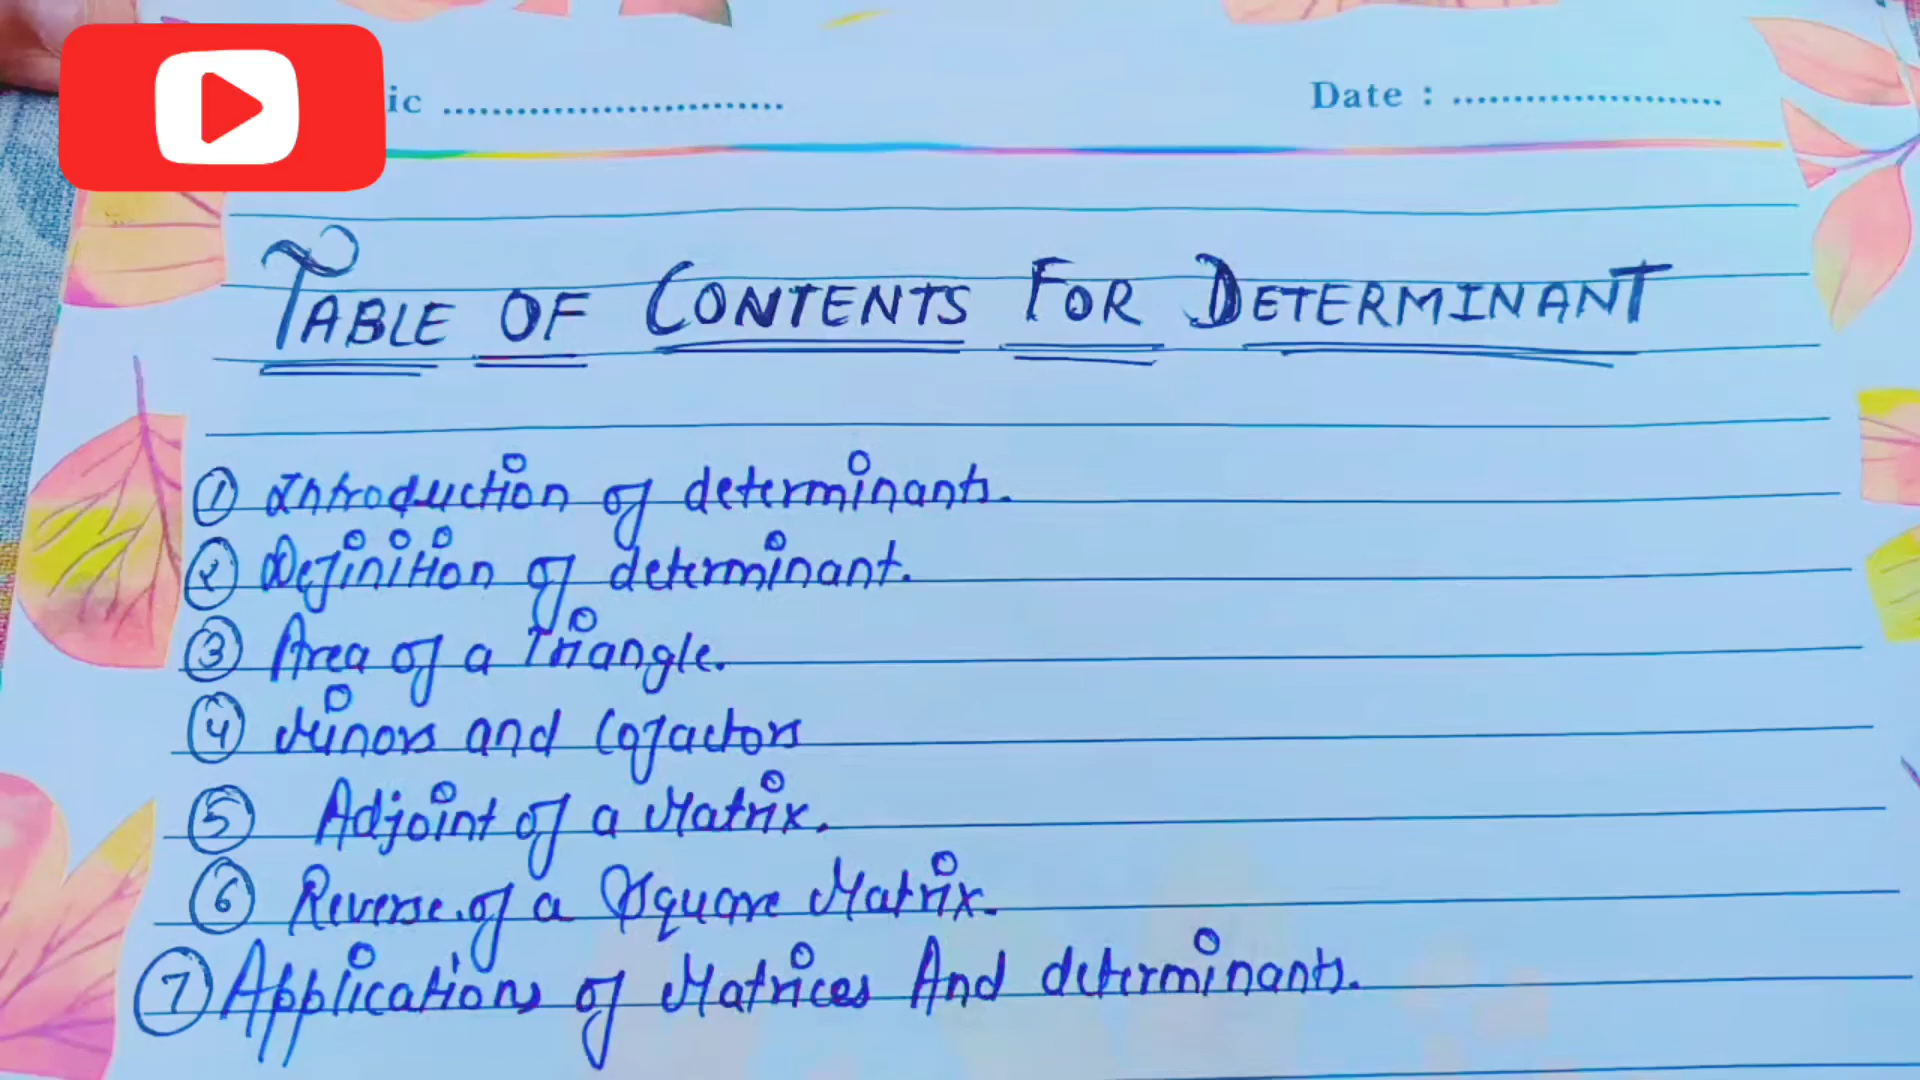 ic ............................
Date : ......................
TABLE OF CONTENTS FOR DETERMINANT
① Introduction of determinants.
② Definition of determinant.
③ Area of a Triangle.
④ Minors and Cofactors
⑤ Adjoint of a Matrix.
⑥ Reverse of a Square Matrix.
⑦ Applications of Matrices And determinants.